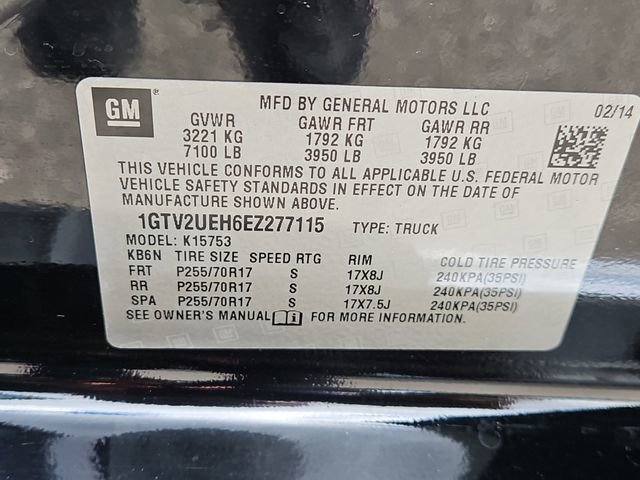 GM
MFD BY GENERAL MOTORS LLC 02/14
GVWR GAWR FRT GAWR RR
3221 KG 1792 KG 1792 KG
7100 LB 3950 LB 3950 LB
THIS VEHICLE CONFORMS TO ALL APPLICABLE U.S. FEDERAL MOTOR
VEHICLE SAFETY STANDARDS IN EFFECT ON THE DATE OF
MANUFACTURE SHOWN ABOVE.
1GTV2UEH6EZ277115 TYPE: TRUCK
MODEL: K15753
KB6N TIRE SIZE SPEED RTG RIM COLD TIRE PRESSURE
FRT P255/70R17 S 17X8J 240KPA(35PSI)
RR P255/70R17 S 17X8J 240KPA(35PSI)
SPA P255/70R17 S 17X7.5J 240KPA(35PSI)
SEE OWNER'S MANUAL FOR MORE INFORMATION.